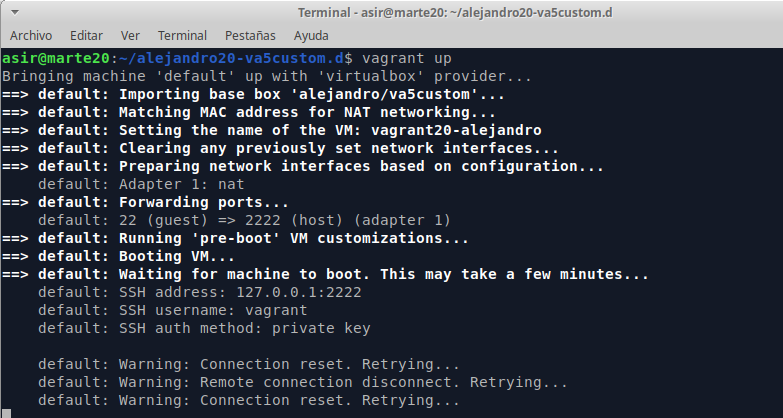 Terminal - asir@marte20: ~/alejandro20-va5custom.d
Archivo Editar Ver Terminal Pestañas Ayuda
asir@marte20:~/alejandro20-va5custom.d$ vagrant up
Bringing machine 'default' up with 'virtualbox' provider...
==> default: Importing base box 'alejandro/va5custom'...
==> default: Matching MAC address for NAT networking...
==> default: Setting the name of the VM: vagrant20-alejandro
==> default: Clearing any previously set network interfaces...
==> default: Preparing network interfaces based on configuration...
    default: Adapter 1: nat
==> default: Forwarding ports...
    default: 22 (guest) => 2222 (host) (adapter 1)
==> default: Running 'pre-boot' VM customizations...
==> default: Booting VM...
==> default: Waiting for machine to boot. This may take a few minutes...
    default: SSH address: 127.0.0.1:2222
    default: SSH username: vagrant
    default: SSH auth method: private key
    default: Warning: Connection reset. Retrying...
    default: Warning: Remote connection disconnect. Retrying...
    default: Warning: Connection reset. Retrying...